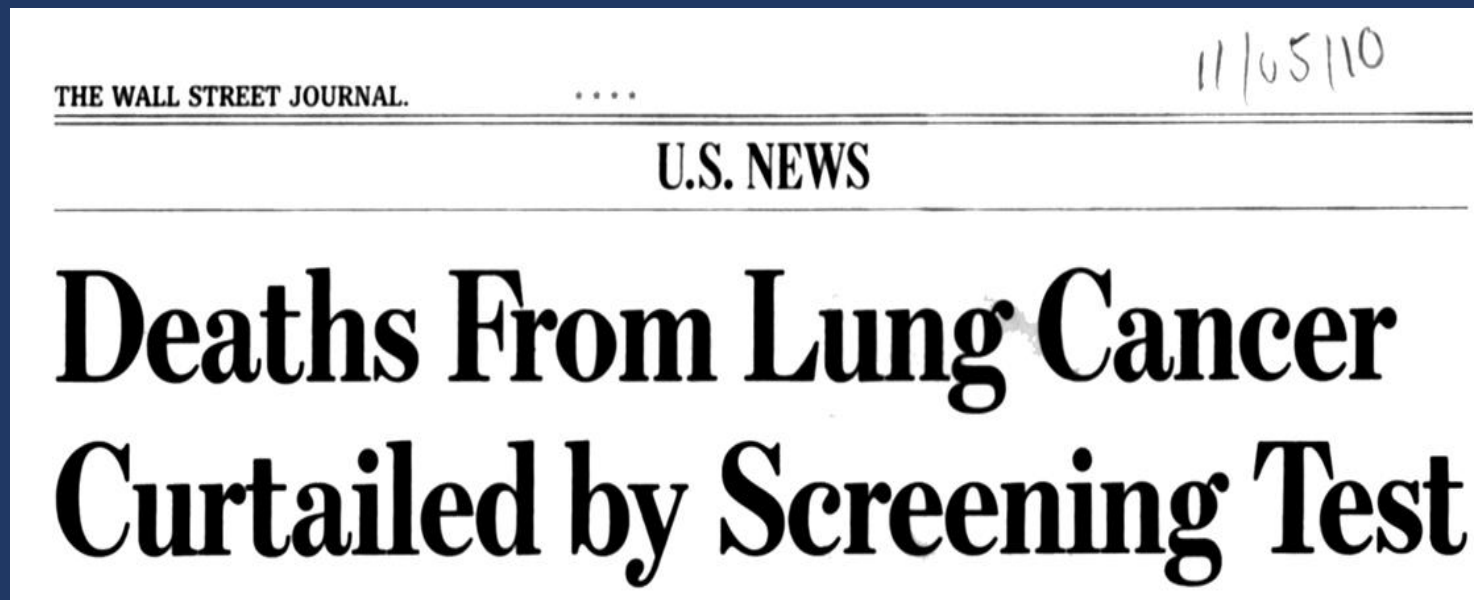 11/05/10
THE WALL STREET JOURNAL. ****
U.S. NEWS
Deaths From Lung Cancer
Curtailed by Screening Test